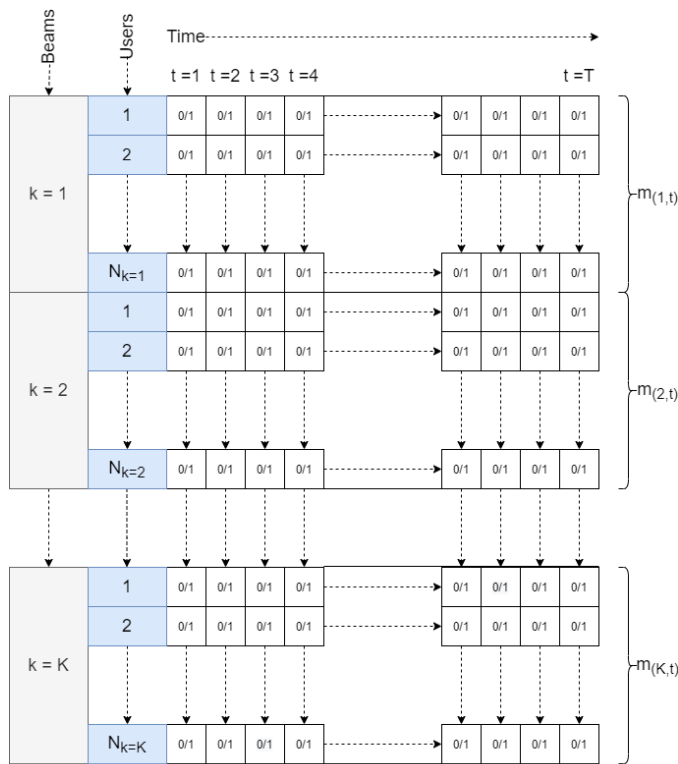 Beams
Users
Time
t =1 t =2 t =3 t =4 t =T
k = 1
1 0/1 0/1 0/1 0/1 0/1 0/1 0/1 0/1
2 0/1 0/1 0/1 0/1 0/1 0/1 0/1 0/1
m(1,t)
Nk=1 0/1 0/1 0/1 0/1 0/1 0/1 0/1 0/1
k = 2
1 0/1 0/1 0/1 0/1 0/1 0/1 0/1 0/1
2 0/1 0/1 0/1 0/1 0/1 0/1 0/1 0/1
m(2,t)
Nk=2 0/1 0/1 0/1 0/1 0/1 0/1 0/1 0/1
k = K
1 0/1 0/1 0/1 0/1 0/1 0/1 0/1 0/1
2 0/1 0/1 0/1 0/1 0/1 0/1 0/1 0/1
m(K,t)
Nk=K 0/1 0/1 0/1 0/1 0/1 0/1 0/1 0/1